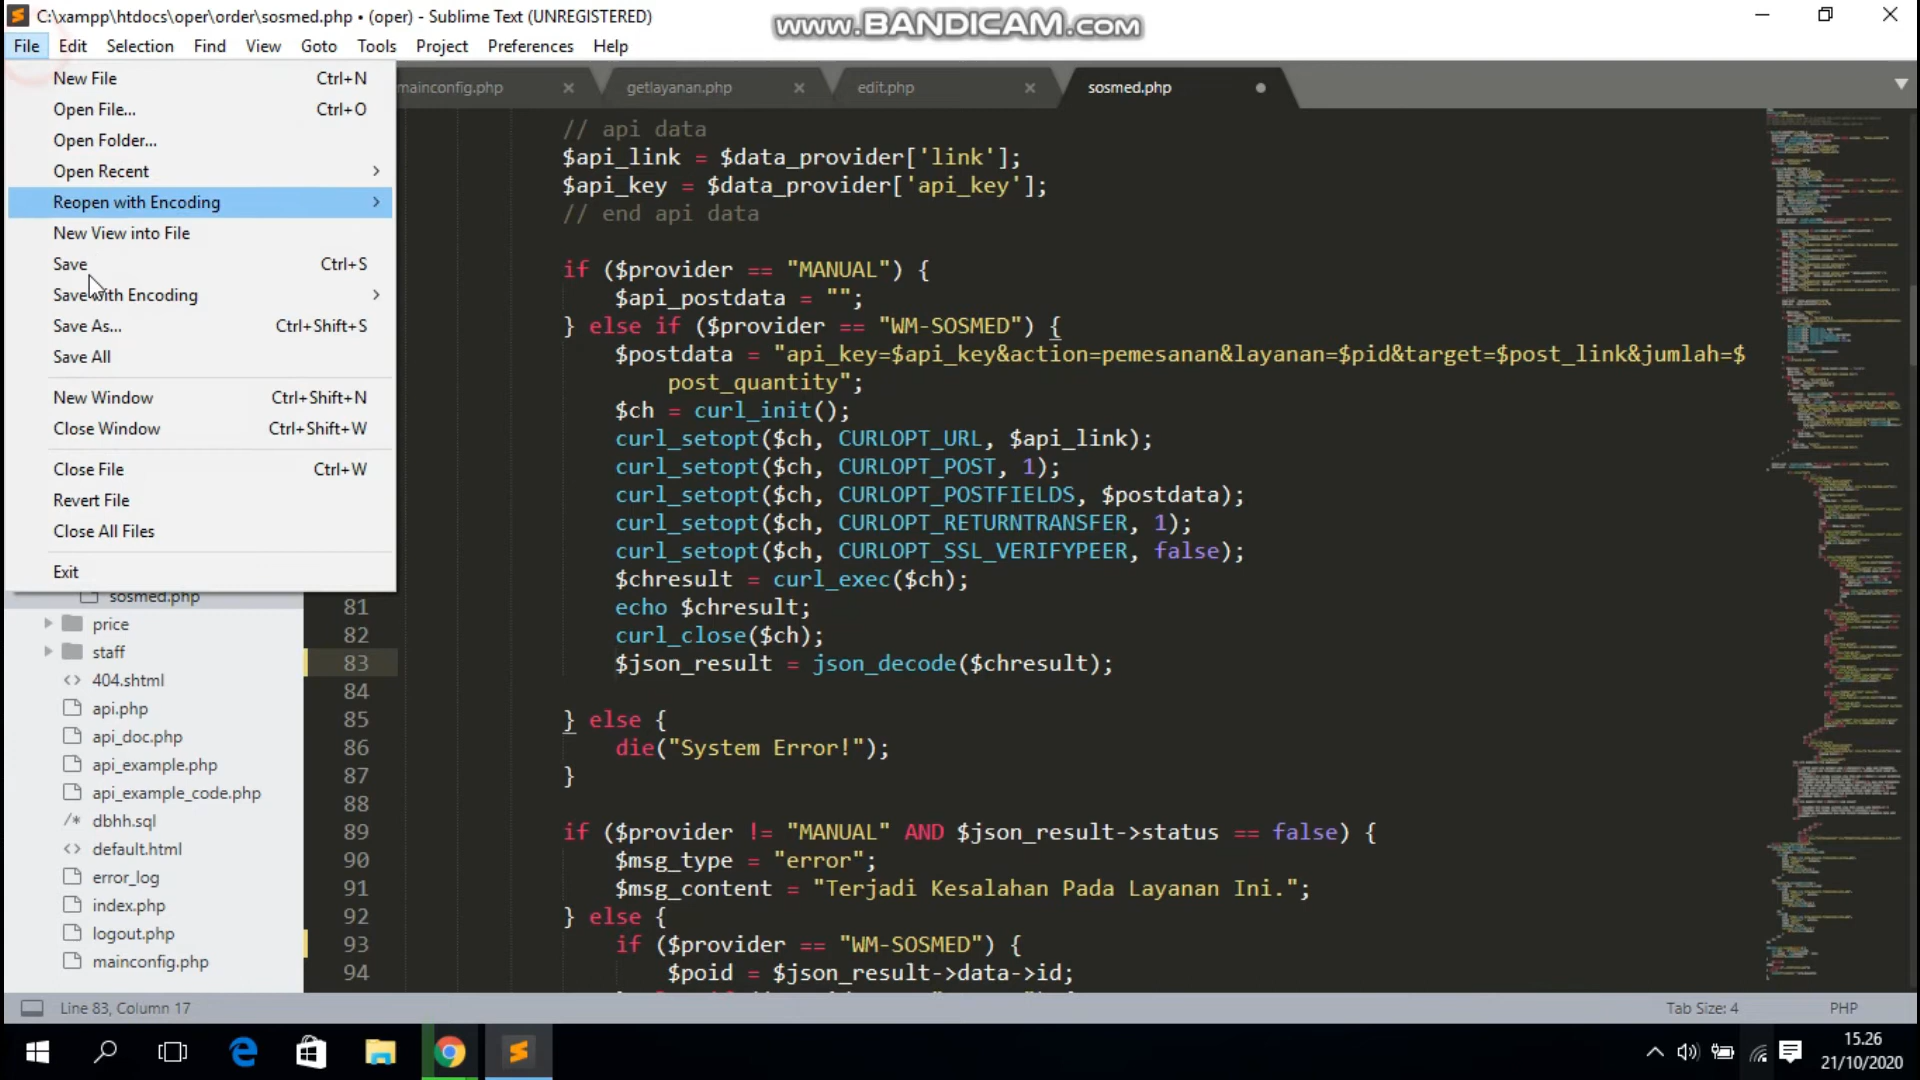 C:\xampp\htdocs\oper\order\sosmed.php • (oper) - Sublime Text (UNREGISTERED)
www.BANDICAM.com
File Edit Selection Find View Goto Tools Project Preferences Help
New File Ctrl+N
Open File... Ctrl+O
Open Folder...
Open Recent
Reopen with Encoding
New View into File
Save Ctrl+S
Save with Encoding
Save As... Ctrl+Shift+S
Save All
New Window Ctrl+Shift+N
Close Window Ctrl+Shift+W
Close File Ctrl+W
Revert File
Close All Files
Exit
sosmed.php
price
staff
404.shtml
api.php
api_doc.php
api_example.php
api_example_code.php
dbhh.sql
default.html
error_log
index.php
logout.php
mainconfig.php
mainconfig.php getlayanan.php edit.php sosmed.php
// api data
$api_link = $data_provider['link'];
$api_key = $data_provider['api_key'];
// end api data
if ($provider == "MANUAL") {
$api_postdata = "";
} else if ($provider == "WM-SOSMED") {
$postdata = "api_key=$api_key&action=pemesanan&layanan=$pid&target=$post_link&jumlah=$
post_quantity";
$ch = curl_init();
curl_setopt($ch, CURLOPT_URL, $api_link);
curl_setopt($ch, CURLOPT_POST, 1);
curl_setopt($ch, CURLOPT_POSTFIELDS, $postdata);
curl_setopt($ch, CURLOPT_RETURNTRANSFER, 1);
curl_setopt($ch, CURLOPT_SSL_VERIFYPEER, false);
$chresult = curl_exec($ch);
81 echo $chresult;
82 curl_close($ch);
83 $json_result = json_decode($chresult);
84
85 } else {
86 die("System Error!");
87 }
88
89 if ($provider != "MANUAL" AND $json_result->status == false) {
90 $msg_type = "error";
91 $msg_content = "Terjadi Kesalahan Pada Layanan Ini.";
92 } else {
93 if ($provider == "WM-SOSMED") {
94 $poid = $json_result->data->id;
Line 83, Column 17 Tab Size: 4 PHP
15.26
21/10/2020